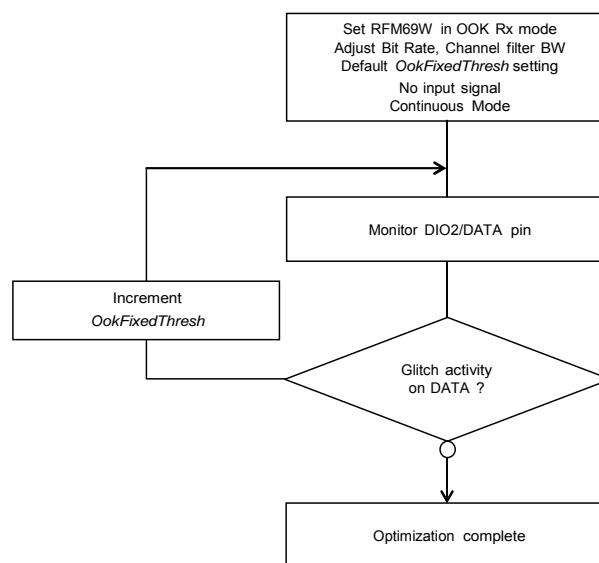 Set RFM69W in OOK Rx mode
Adjust Bit Rate, Channel filter BW
Default OokFixedThresh setting
No input signal
Continuous Mode
Monitor DIO2/DATA pin
Increment
OokFixedThresh
Glitch activity
on DATA ?
Optimization complete